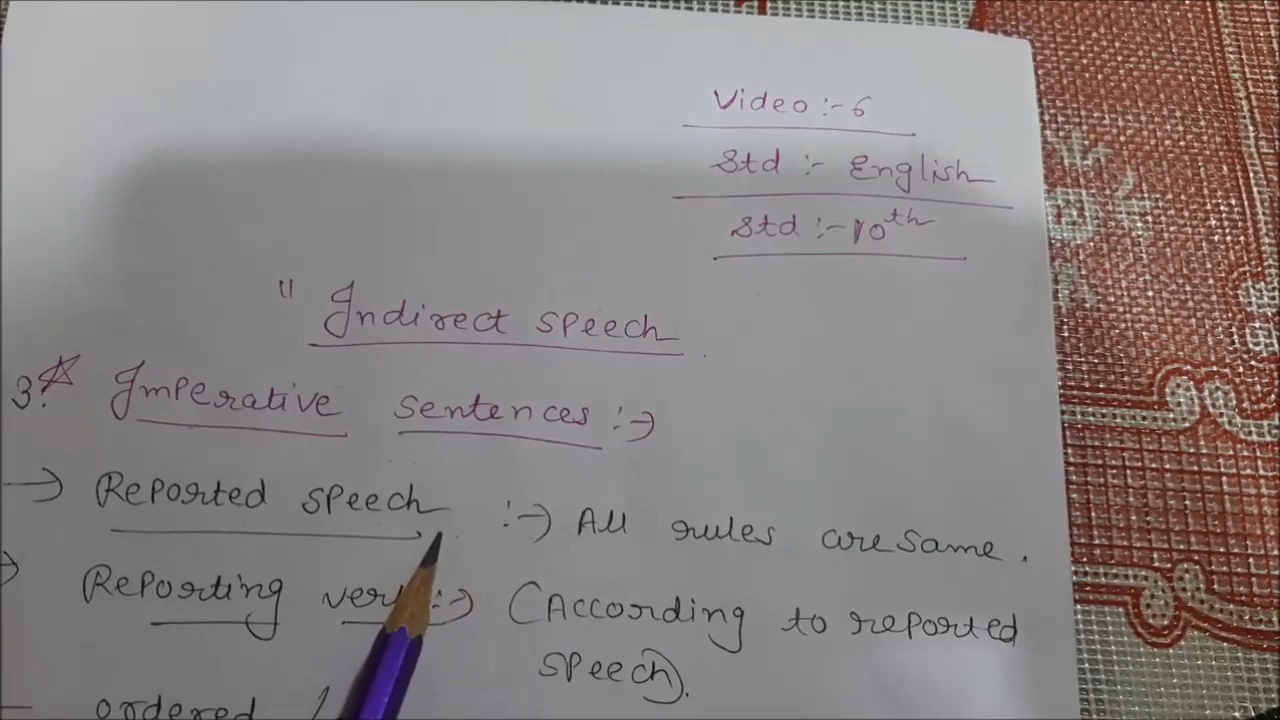 Video :- 6
Std :- English
Std :- 10th
" Indirect speech
3. Imperative sentences :→
→ Reported speech :→ All rules are same.
→ Reporting :→ (According to reported
speech).
ordered /